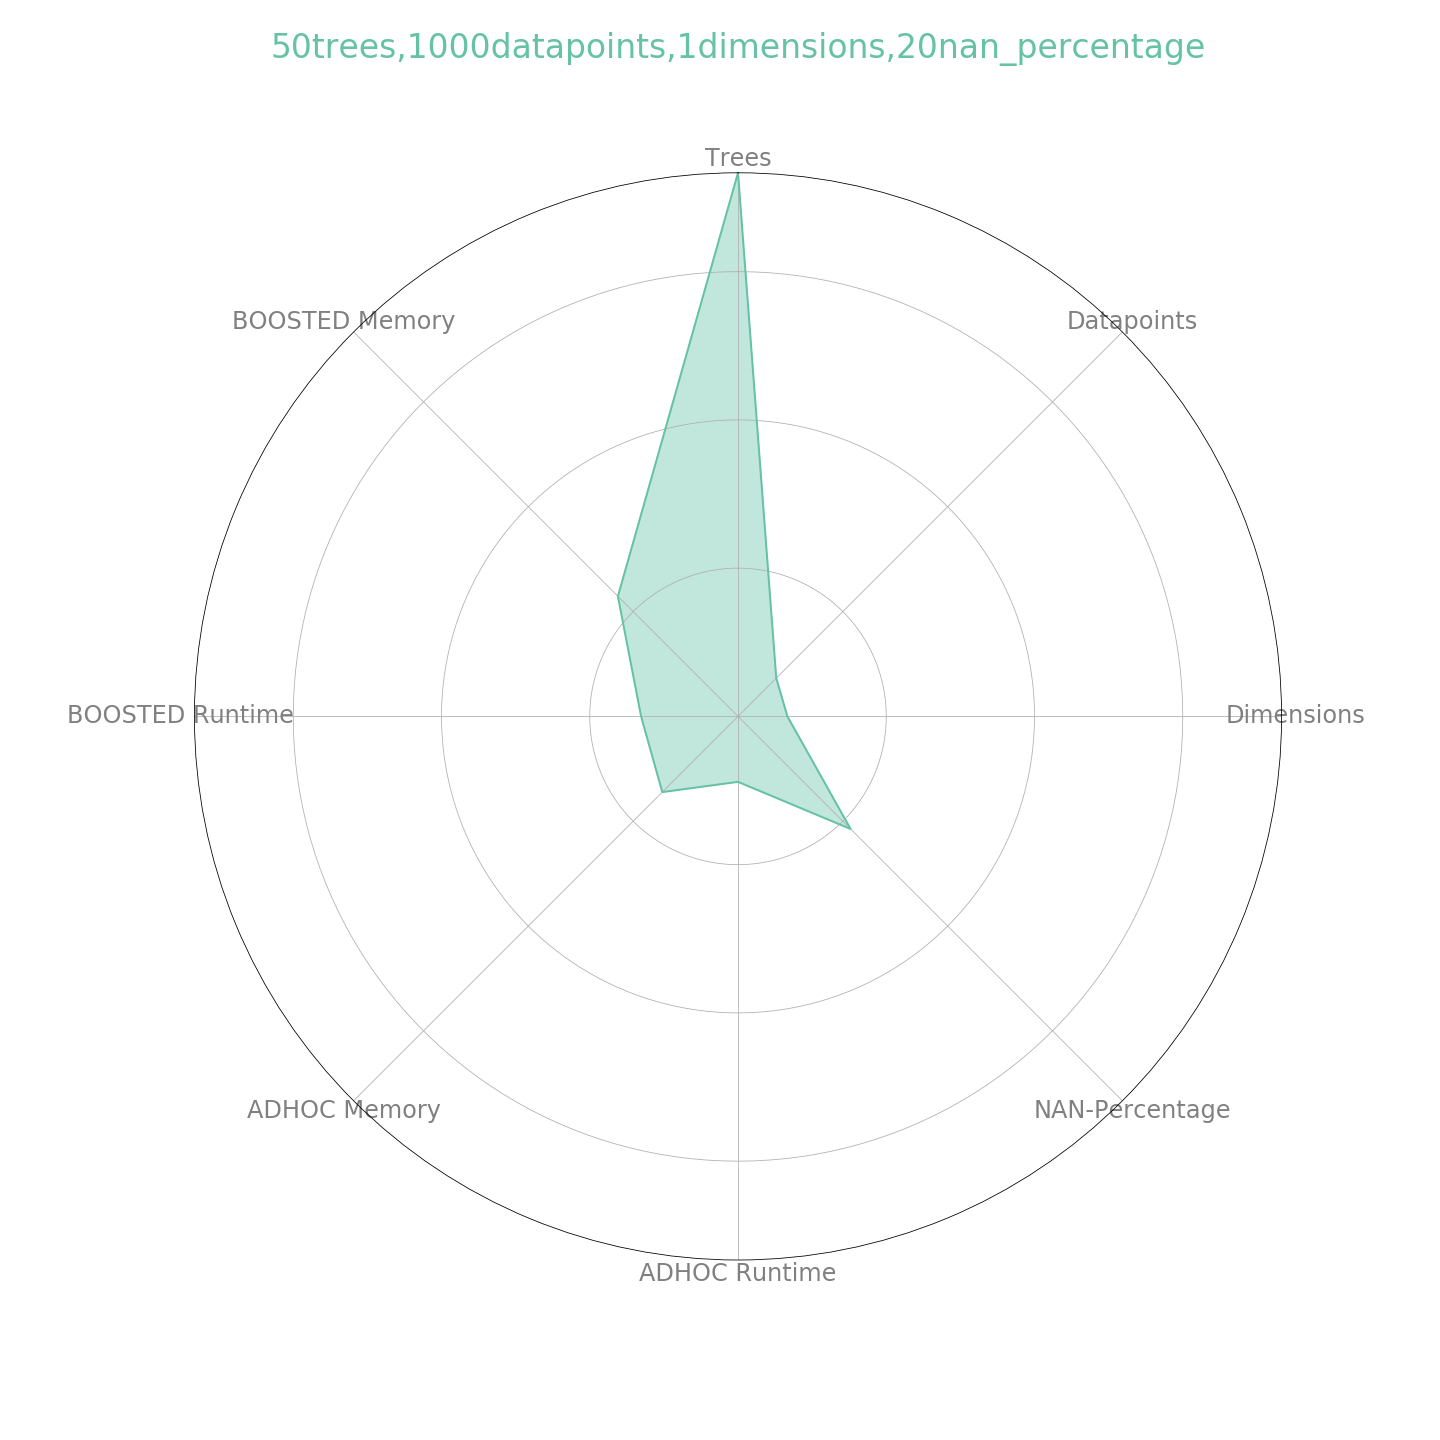 50trees,1000datapoints,1dimensions,20nan_percentage
Trees
BOOSTED Memory
Datapoints
BOOSTED Runtime
Dimensions
ADHOC Memory
NAN-Percentage
ADHOC Runtime